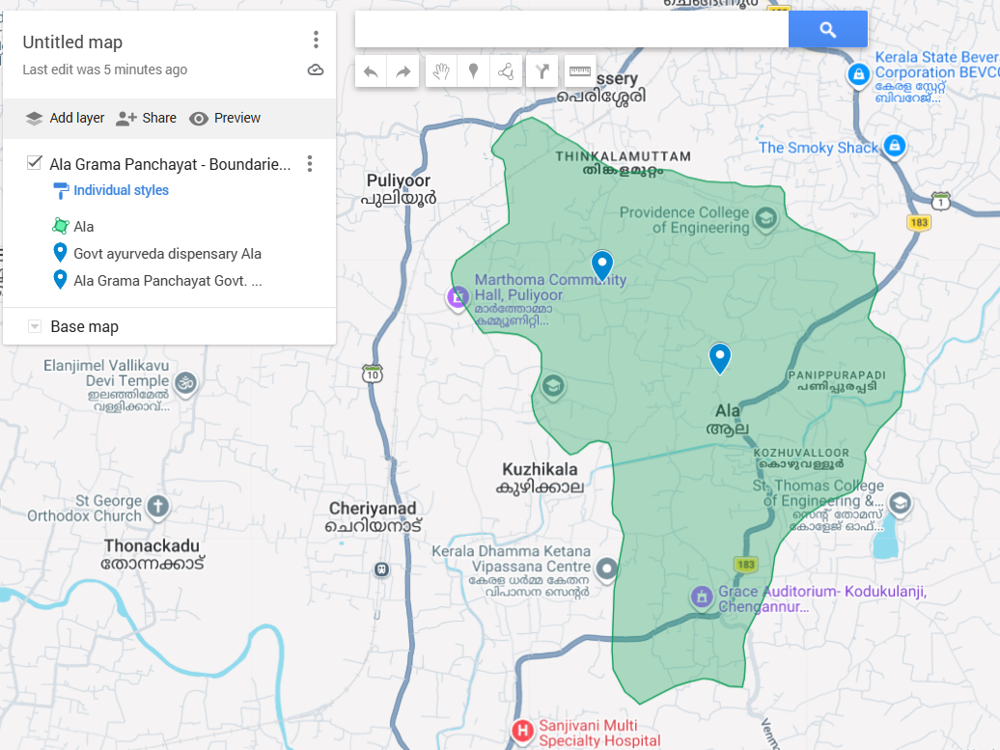 ചെങ്ങന്നൂർ
Untitled map
Last edit was 5 minutes ago
Add layer
Share
Preview
Ala Grama Panchayat - Boundarie...
Individual styles
Ala
Govt ayurveda dispensary Ala
Ala Grama Panchayat Govt. ...
Base map
183
ssery
പെരിശ്ശേരി
Kerala State Bever
Corporation BEVCO
കേരള സ്റ്റേറ്റ്
ബിവറേജ്...
The Smoky Shack
THINKALAMUTTAM
തിങ്കളമുറ്റം
Puliyoor
പുലിയൂർ
Providence College
of Engineering
1
183
Marthoma Community
Hall, Puliyoor
മാർത്തോമ്മാ
കമ്മ്യൂണിറ്റി...
Elanjimel Vallikavu
Devi Temple
ഇലഞ്ഞിമേൽ
വള്ളിക്കാവ്...
10
PANIPPURAPADI
പണിപ്പുരപ്പടി
Ala
ആല
KOZHUVALLOOR
കൊഴുവള്ളൂർ
Kuzhikala
കുഴിക്കാല
St. Thomas College
of Engineering &...
സെന്റ് തോമസ്
കോളേജ് ഓഫ്...
St George
Orthodox Church
Cheriyanad
ചെറിയനാട്
Thonackadu
തോന്നക്കാട്
Kerala Dhamma Ketana
Vipassana Centre
കേരള ധർമ്മ കേതന
വിപാസന സെന്റർ
183
Grace Auditorium- Kodukulanji,
Chengannur...
Sanjivani Multi
Specialty Hospital
Venm